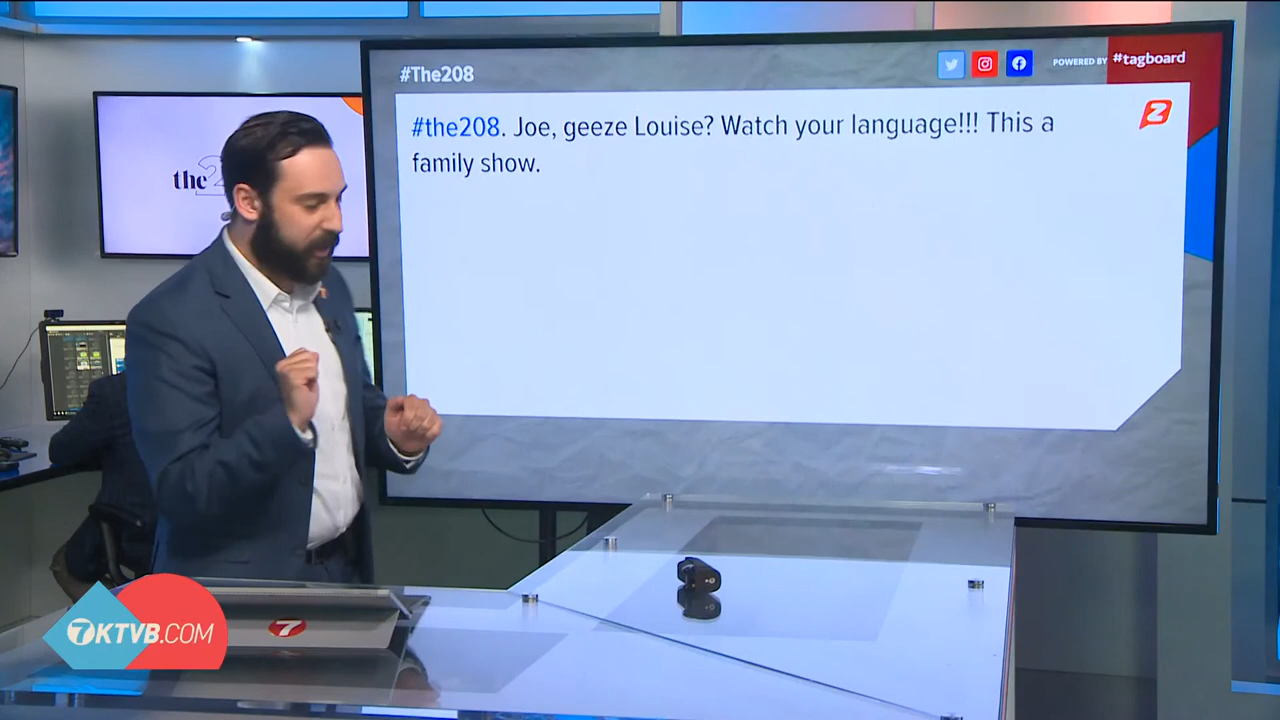 #The208
POWERED BY #tagboard
#the208. Joe, geeze Louise? Watch your language!!! This a
family show.
the 2
7
7KTVB.COM